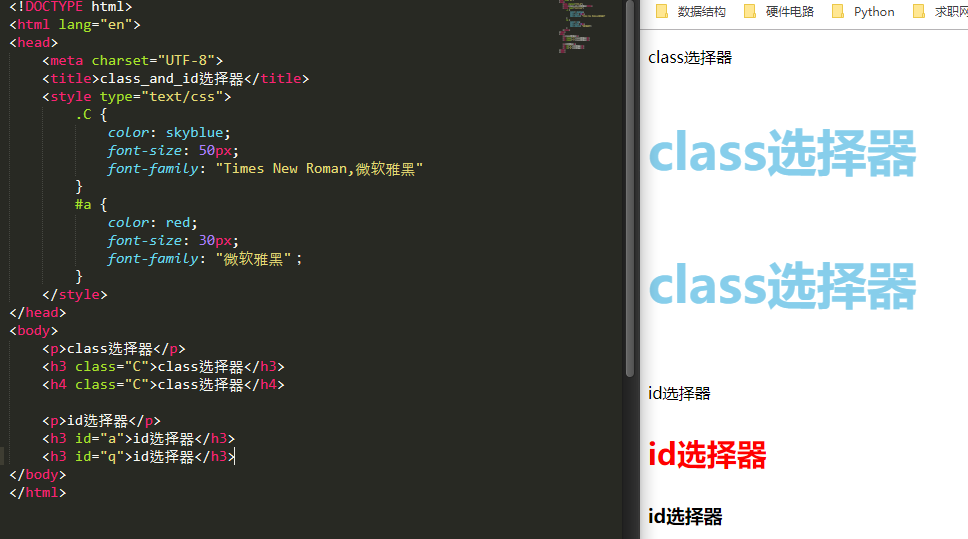 <!DOCTYPE html>
<html lang="en">
<head>
<meta charset="UTF-8">
<title>class_and_id选择器</title>
<style type="text/css">
.C {
color: skyblue;
font-size: 50px;
font-family: "Times New Roman,微软雅黑"
}
#a {
color: red;
font-size: 30px;
font-family: "微软雅黑";
}
</style>
</head>
<body>
<p>class选择器</p>
<h3 class="C">class选择器</h3>
<h4 class="C">class选择器</h4>
<p>id选择器</p>
<h3 id="a">id选择器</h3>
<h3 id="q">id选择器</h3>
</body>
</html>
数据结构 硬件电路 Python 求职网
class选择器
class选择器
class选择器
id选择器
id选择器
id选择器